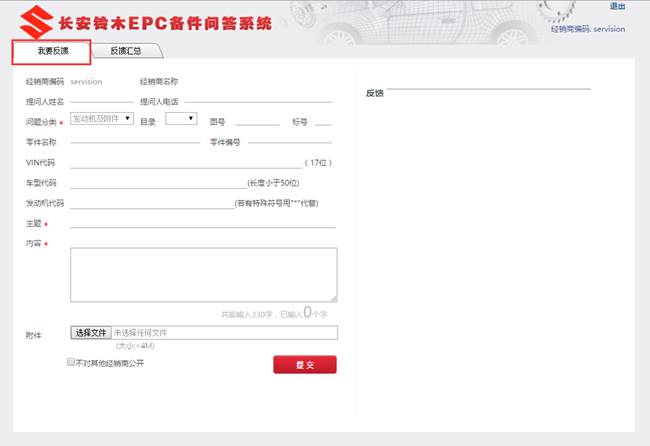 长安铃木EPC备件问答系统
退出
经销商编码: servision
我要反馈 反馈汇总
经销商编码 servision 经销商名称
提问人姓名 提问人电话
问题分类 * 发动机及附件 目录 图号 标号
零件名称 零件编号
VIN代码 (17位)
车型代码 (长度小于50位)
发动机代码 (若有特殊符号用"*"代替)
主题 *
内容 *
共能输入330字，已输入0个字
附件 选择文件 未选择任何文件
(大小:<4M)
不对其他经销商公开 提 交
反馈